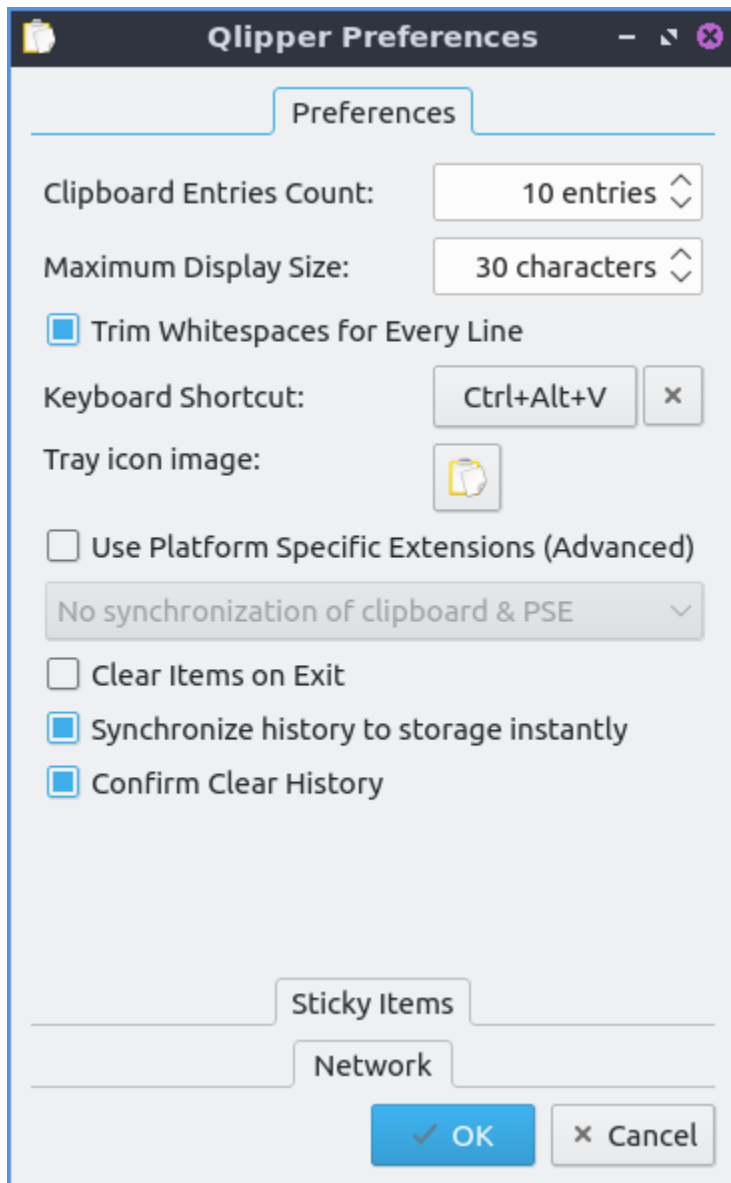 Qlipper Preferences
Preferences
Clipboard Entries Count: 10 entries
Maximum Display Size: 30 characters
Trim Whitespaces for Every Line
Keyboard Shortcut: Ctrl+Alt+V
Tray icon image:
Use Platform Specific Extensions (Advanced)
No synchronization of clipboard & PSE
Clear Items on Exit
Synchronize history to storage instantly
Confirm Clear History
Sticky Items
Network
OK Cancel